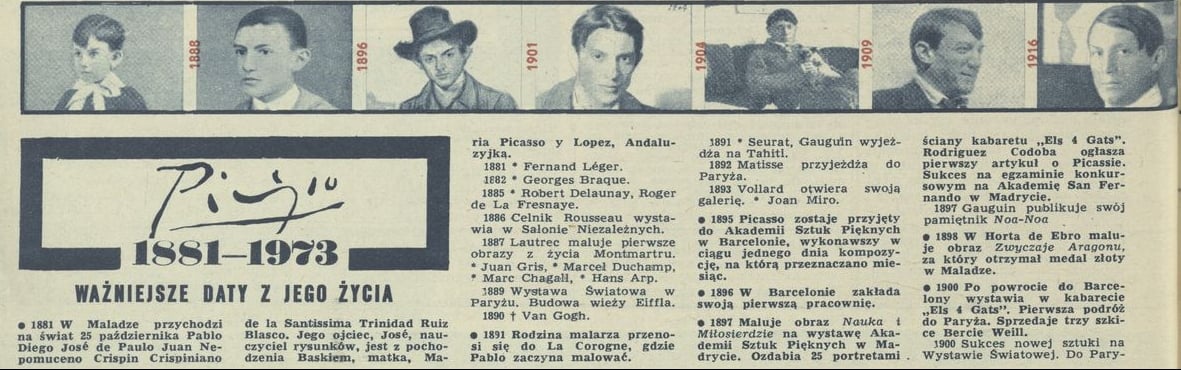 1888
1896
1901
1904
1909
1916
Picasso
1881—1973
WAŻNIEJSZE DATY Z JEGO ŻYCIA
● 1881 W Maladze przychodzi
na świat 25 października Pablo
Diego José de Paulo Juan Ne-
pomuceno Crispin Crispiniano
de la Santissima Trinidad Ruiz
Blasco. Jego ojciec, José, nau-
czyciel rysunków, jest z pocho-
dzenia Baskiem, matka, Ma-
ria Picasso y Lopez, Andalu-
zyjką.
1881 * Fernand Léger.
1882 * Georges Braque.
1885 * Robert Delaunay, Roger
de La Fresnaye.
1886 Celnik Rousseau wysta-
wia w Salonie Niezależnych.
1887 Lautrec maluje pierwsze
obrazy z życia Montmartru.
* Juan Gris, * Marcel Duchamp,
* Marc Chagall, * Hans Arp.
1889 Wystawa Światowa w
Paryżu. Budowa wieży Eiffla.
1890 † Van Gogh.
● 1891 Rodzina malarza przeno-
si się do La Corogne, gdzie
Pablo zaczyna malować.
1891 * Seurat, Gauguin wyjeż-
dża na Tahiti.
1892 Matisse przyjeżdża do
Paryża.
1893 Vollard otwiera swoją
galerię. * Joan Miro.
● 1895 Picasso zostaje przyjęty
do Akademii Sztuk Pięknych
w Barcelonie, wykonawszy w
ciągu jednego dnia kompozy-
cję, na którą przeznaczano mie-
siąc.
● 1896 W Barcelonie zakłada
swoją pierwszą pracownię.
● 1897 Maluje obraz Nauka i
Miłosierdzie na wystawę Aka-
demii Sztuk Pięknych w Ma-
drycie. Ozdabia 25 portretami
ściany kabaretu „Els 4 Gats".
Rodriguez Codoba ogłasza
pierwszy artykuł o Picassie.
Sukces na egzaminie konkur-
sowym na Akademię San Fer-
nando w Madrycie.
1897 Gauguin publikuje swój
pamiętnik Noa-Noa
● 1898 W Horta de Ebro malu-
je obraz Zwyczaje Aragonu,
za który otrzymał medal złoty
w Maladze.
● 1900 Po powrocie do Barce-
lony wystawia w kabarecie
„Els 4 Gats". Pierwsza podróż
do Paryża. Sprzedaje trzy szki-
ce Bercie Weill.
1900 Sukces nowej sztuki na
Wystawie Światowej. Do Pary-